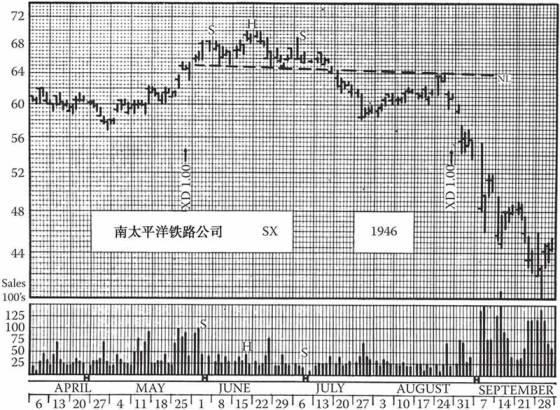 72
68
64
60
56
52
48
44
S
H
S
NL
XD 1.00
XD 1.00
南太平洋铁路公司 SX
1946
Sales
100's
125
100
75
50
25
S
H
S
APRIL MAY JUNE JULY AUGUST SEPTEMBER
6 13 20 27 4 11 18 25 1 8 15 22 29 6 13 20 27 3 10 17 24 31 7 14 21 28